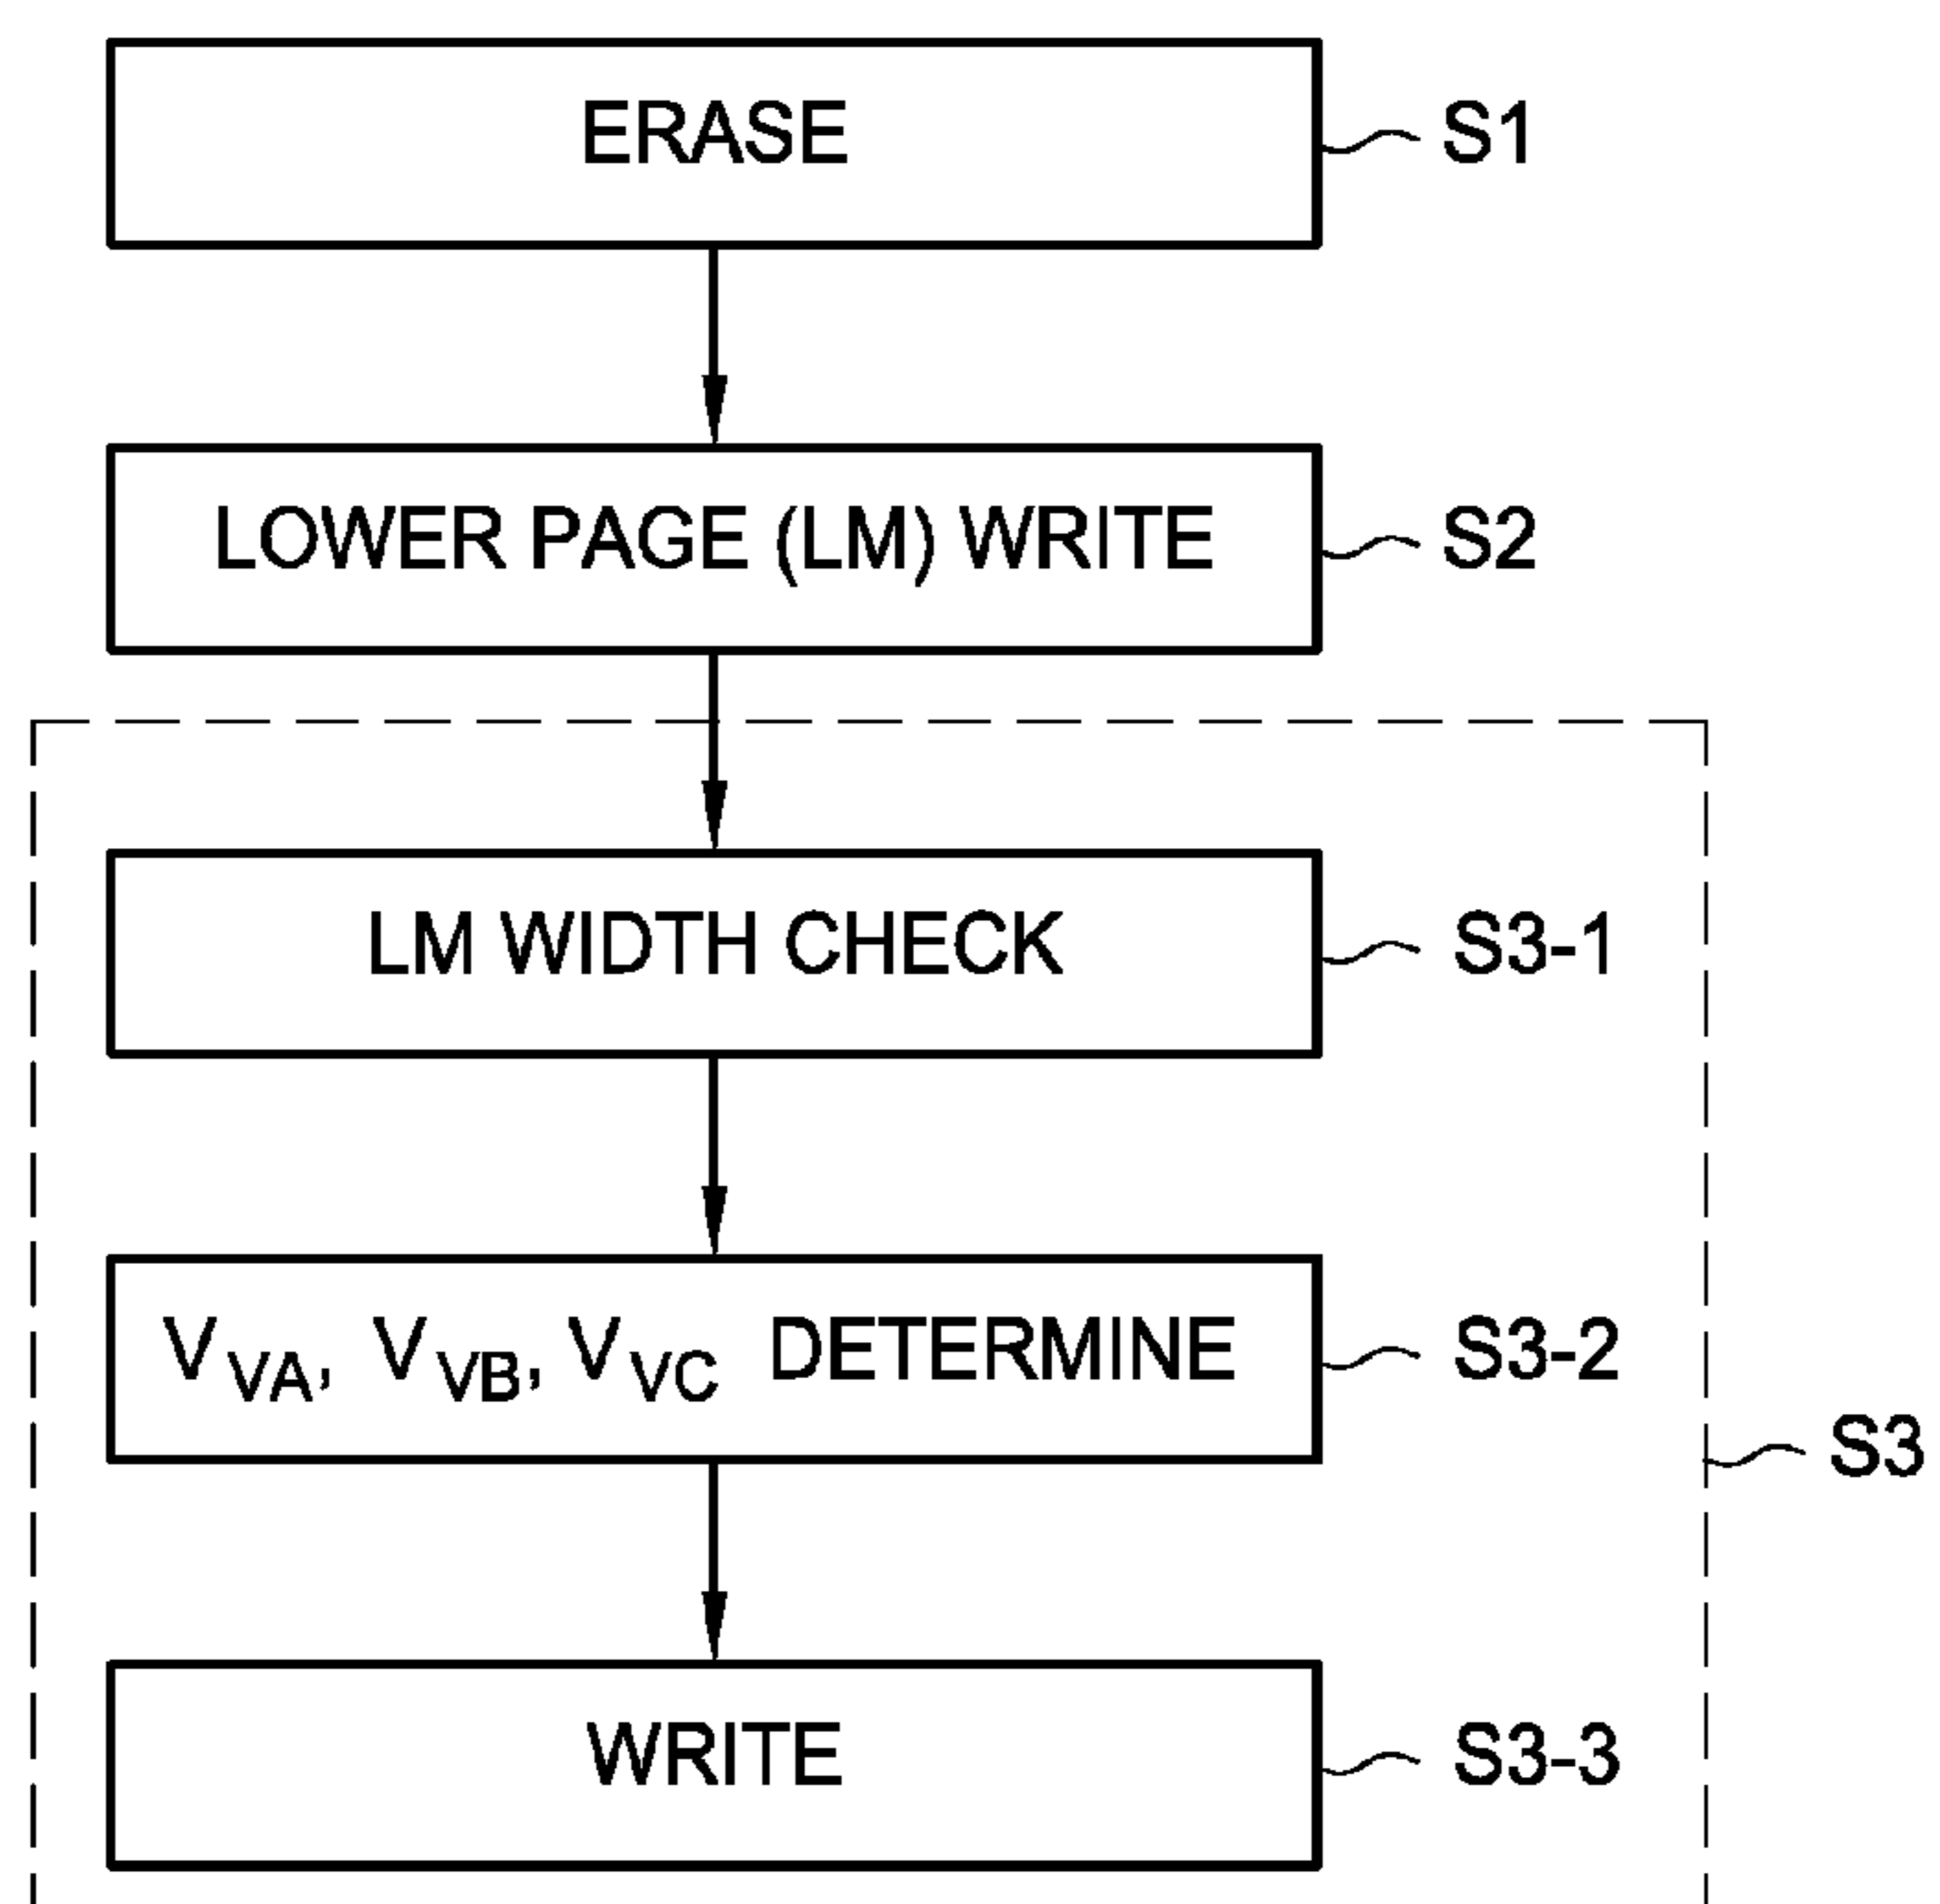 ERASE S1
LOWER PAGE (LM) WRITE S2
LM WIDTH CHECK S3-1
VVA, VVB, VVC DETERMINE S3-2
S3
WRITE S3-3